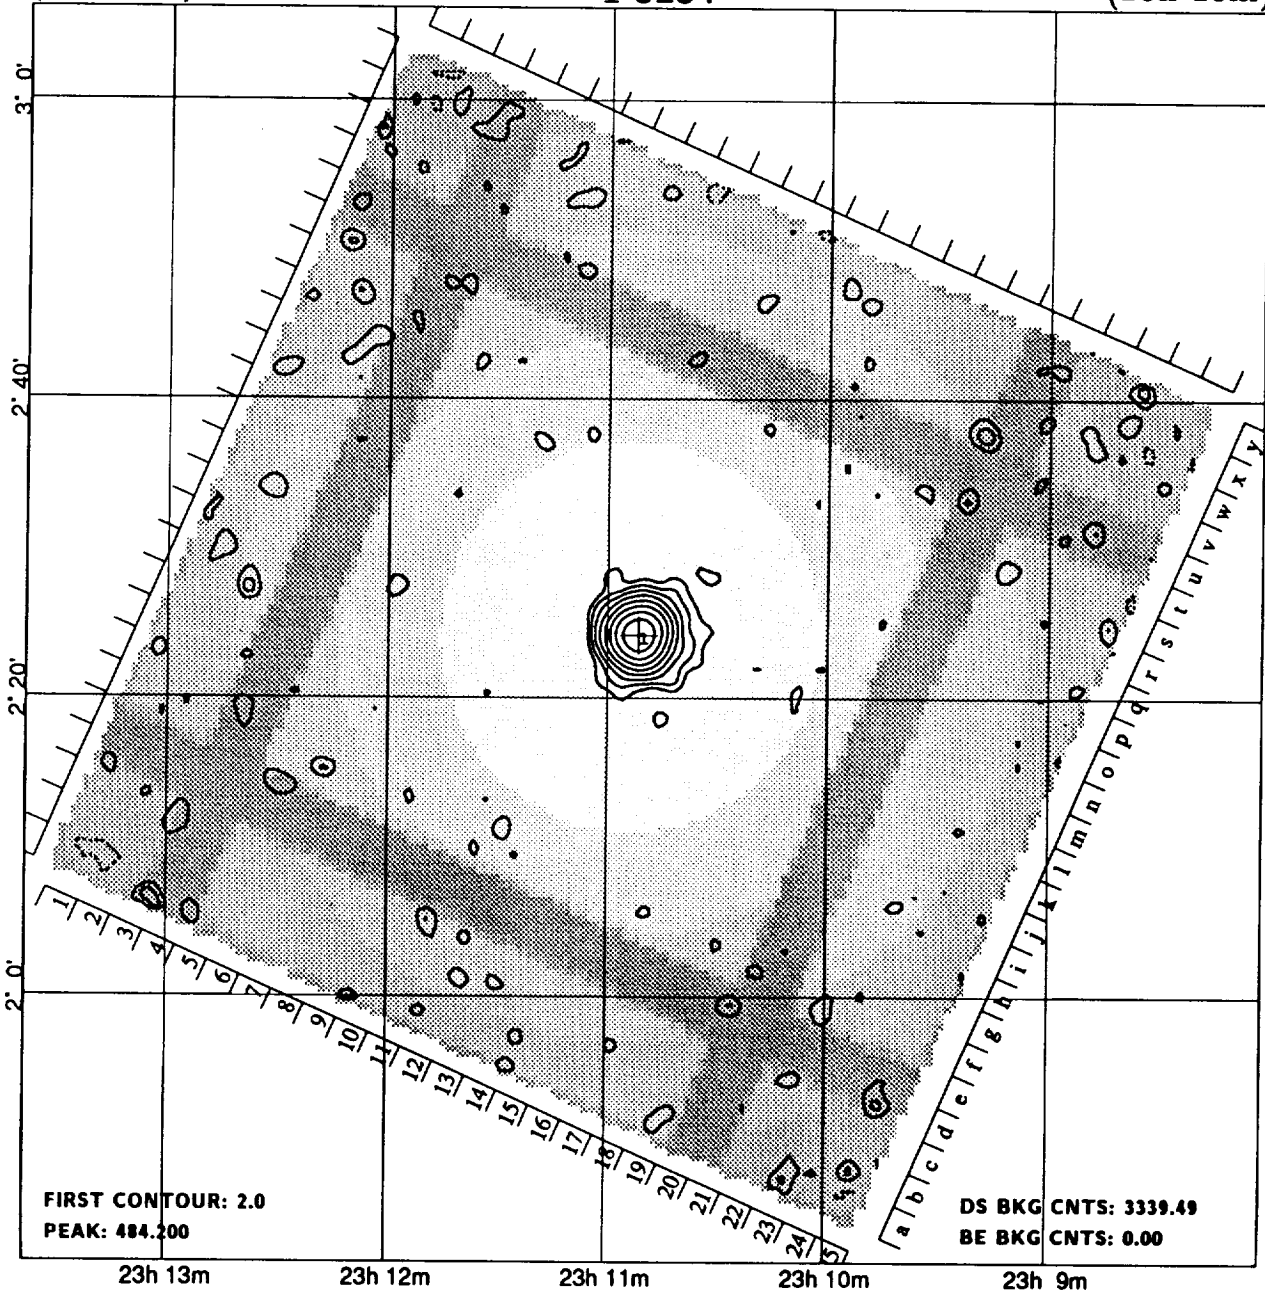 3° 0'
2° 40'
2° 20'
2° 0'
1 2 3 4 5 6 7 8 9 10 11 12 13 14 15 16 17 18 19 20 21 22 23 24 25
a b c d e f g h i j k l m n o p q r s t u v w x y
FIRST CONTOUR: 2.0
PEAK: 484.200
DS BKG CNTS: 3339.49
BE BKG CNTS: 0.00
23h 13m 23h 12m 23h 11m 23h 10m 23h 9m